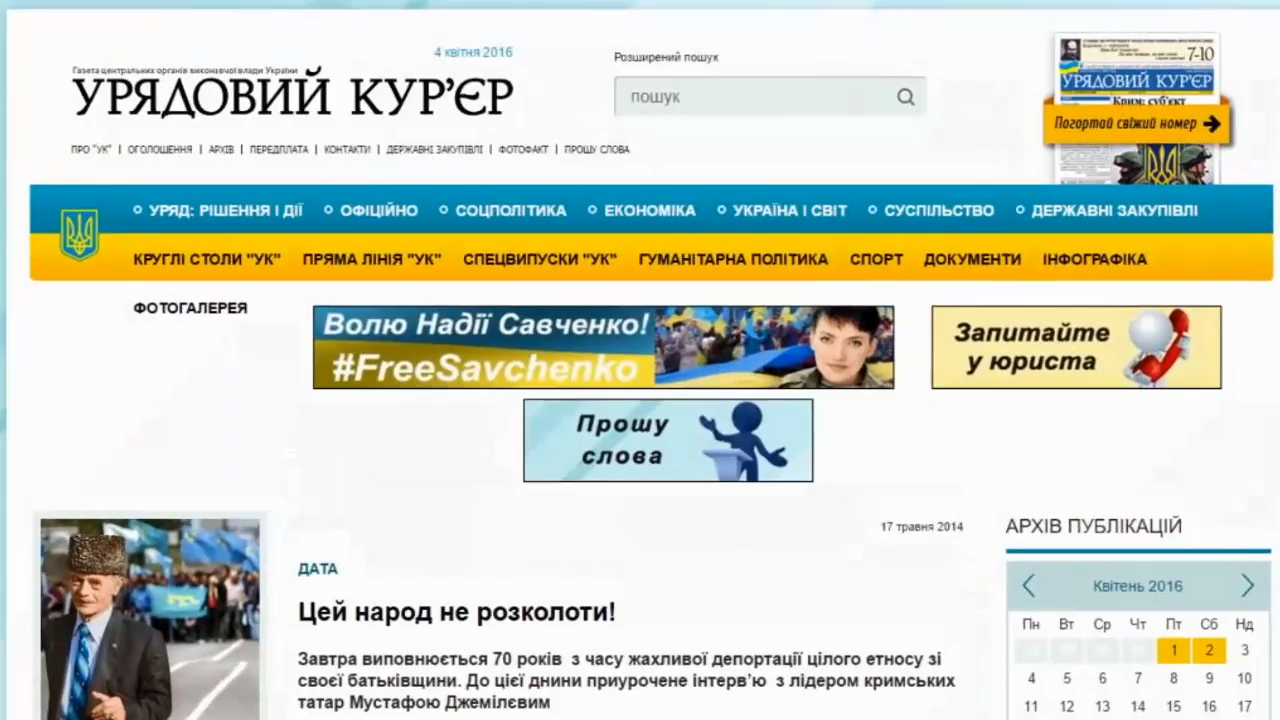 4 квітня 2016
Газета центральних органів виконавчої влади України
УРЯДОВИЙ КУР’ЄР
Розширений пошук
пошук
7-10
УРЯДОВИЙ КУР’ЄР
Крим: суб'єкт
Погортай свіжий номер
ПРО "УК" | ОГОЛОШЕННЯ | АРХІВ | ПЕРЕДПЛАТА | КОНТАКТИ | ДЕРЖАВНІ ЗАКУПІВЛІ | ФОТОФАКТ | ПРОШУ СЛОВА
УРЯД: РІШЕННЯ І ДІЇ ОФІЦІЙНО СОЦПОЛІТИКА ЕКОНОМІКА УКРАЇНА І СВІТ СУСПІЛЬСТВО ДЕРЖАВНІ ЗАКУПІВЛІ
КРУГЛІ СТОЛИ "УК" ПРЯМА ЛІНІЯ "УК" СПЕЦВИПУСКИ "УК" ГУМАНІТАРНА ПОЛІТИКА СПОРТ ДОКУМЕНТИ ІНФОГРАФІКА
ФОТОГАЛЕРЕЯ
Волю Надії Савченко!
#FreeSavchenko
Запитайте
у юриста
Прошу
слова
17 травня 2014
ДАТА
Цей народ не розколоти!
Завтра виповнюється 70 років з часу жахливої депортації цілого етносу зі
своєї батьківщини. До цієї днини приурочене інтерв’ю з лідером кримських
татар Мустафою Джемілєвим
АРХІВ ПУБЛІКАЦІЙ
Квітень 2016
Пн Вт Ср Чт Пт Сб Нд
1 2 3
4 5 6 7 8 9 10
11 12 13 14 15 16 17